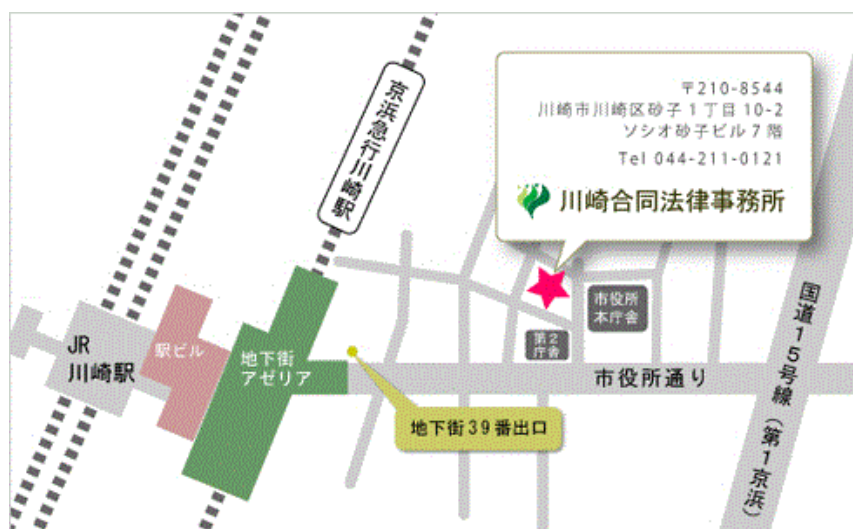 〒210-8544
川崎市川崎区砂子1丁目10-2
ソシオ砂子ビル7階
Tel 044-211-0121
川崎合同法律事務所
京浜急行川崎駅
市役所
本庁舎
第2
庁舎
国道15号線(第1京浜)
JR
川崎駅
駅ビル
地下街
アゼリア
市役所通り
地下街39番出口